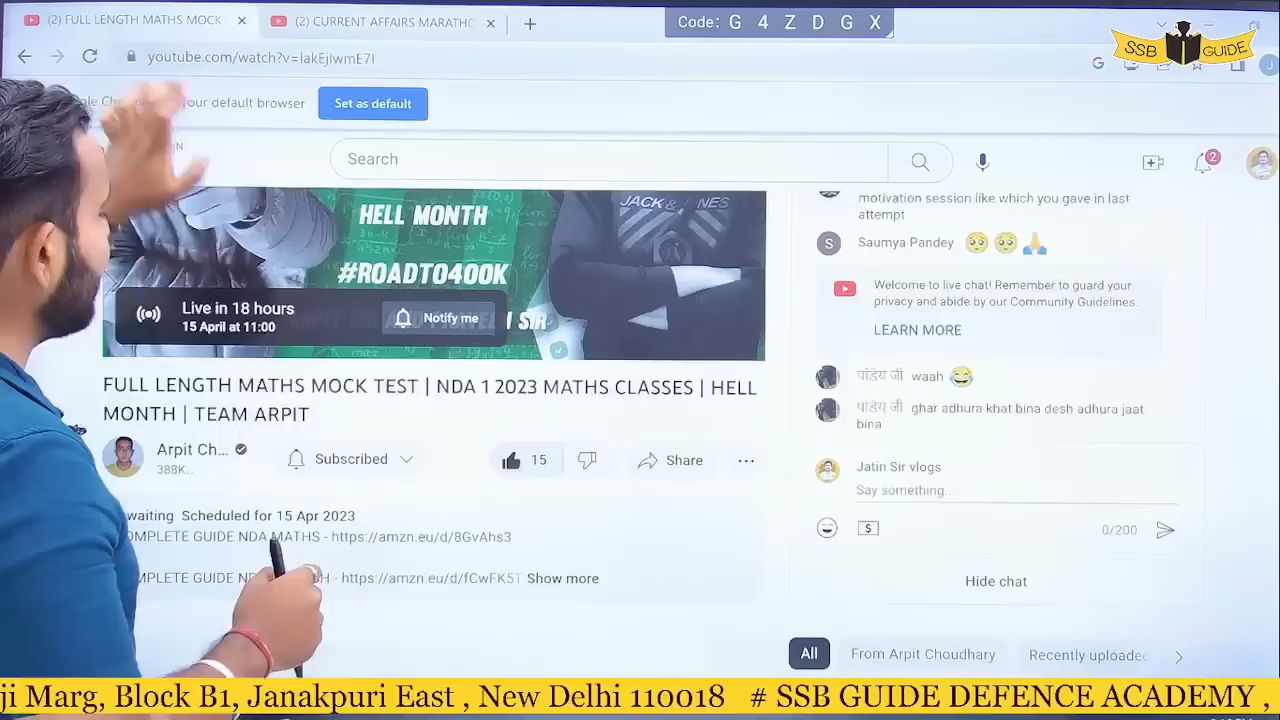 (2) FULL LENGTH MATHS MOCK
(2) CURRENT AFFAIRS MARATHO
Code: G 4 Z D G X
SSB GUIDE
youtube.com/watch?v=lakEjIwmE7I
your default browser
Set as default
Search
2
HELL MONTH
#ROADTO400K
JACK & JONES
Live in 18 hours
15 April at 11:00
Notify me
SIR
motivation session like which you gave in last
attempt
S Saumya Pandey 🥺 🥺 🙏
Welcome to live chat! Remember to guard your
privacy and abide by our Community Guidelines.
LEARN MORE
पांडेय जी waah 😂
पांडेय जी ghar adhura khat bina desh adhura jaat
bina
FULL LENGTH MATHS MOCK TEST | NDA 1 2023 MATHS CLASSES | HELL
MONTH | TEAM ARPIT
Arpit Ch...
388K...
Subscribed
15
Share
Jatin Sir vlogs
Say something...
0/200
Hide chat
waiting Scheduled for 15 Apr 2023
OMPLETE GUIDE NDA MATHS - https://amzn.eu/d/8GvAhs3
MPLETE GUIDE - https://amzn.eu/d/fCwFK5T Show more
All
From Arpit Choudhary
Recently uploaded
ji Marg, Block B1, Janakpuri East , New Delhi 110018 # SSB GUIDE DEFENCE ACADEMY ,